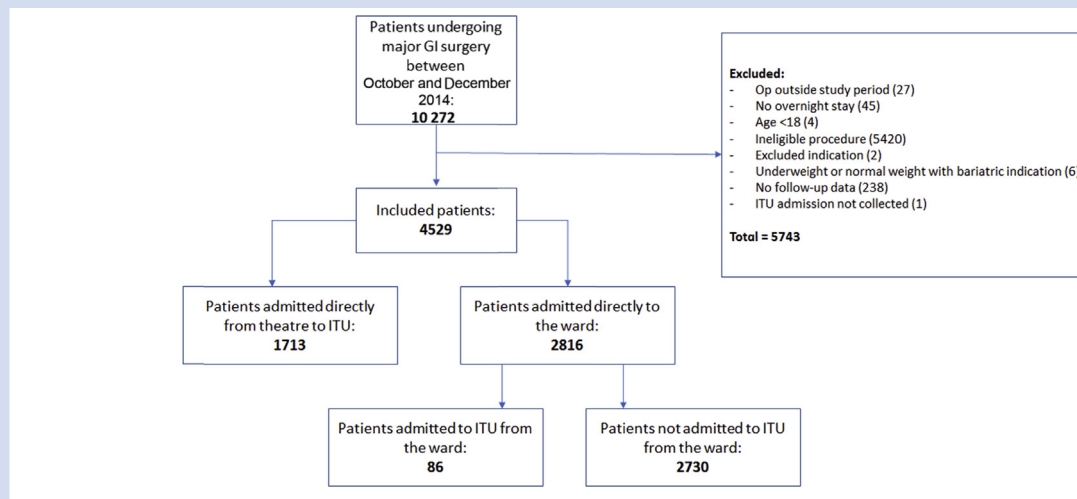 Patients undergoing
major GI surgery
between
October and December
2014:
10 272
Excluded:
- Op outside study period (27)
- No overnight stay (45)
- Age <18 (4)
- Ineligible procedure (5420)
- Excluded indication (2)
- Underweight or normal weight with bariatric indication (6)
- No follow-up data (238)
- ITU admission not collected (1)
Total = 5743
Included patients:
4529
Patients admitted directly
from theatre to ITU:
1713
Patients admitted directly to
the ward:
2816
Patients admitted to ITU from
the ward:
86
Patients not admitted to ITU
from the ward:
2730